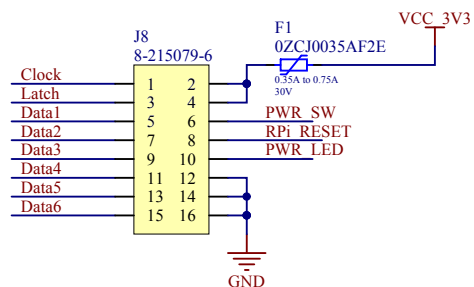 J8
8-215079-6
F1
0ZCJ0035AF2E
0.35A to 0.75A
30V
VCC_3V3
Clock 1 2
Latch 3 4
Data1 5 6 PWR_SW
Data2 7 8 RPi_RESET
Data3 9 10 PWR_LED
Data4 11 12
Data5 13 14
Data6 15 16
GND